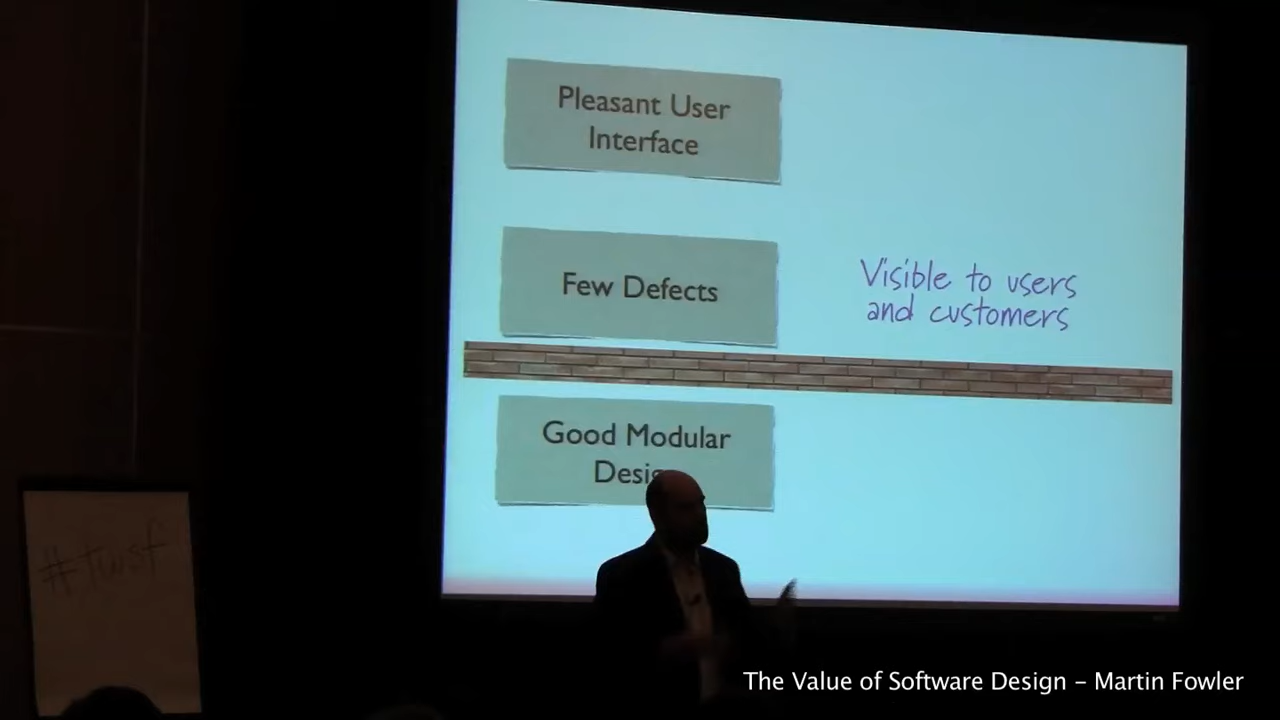 Pleasant User
Interface
Few Defects
Visible to users
and customers
Good Modular
#twsf
The Value of Software Design – Martin Fowler